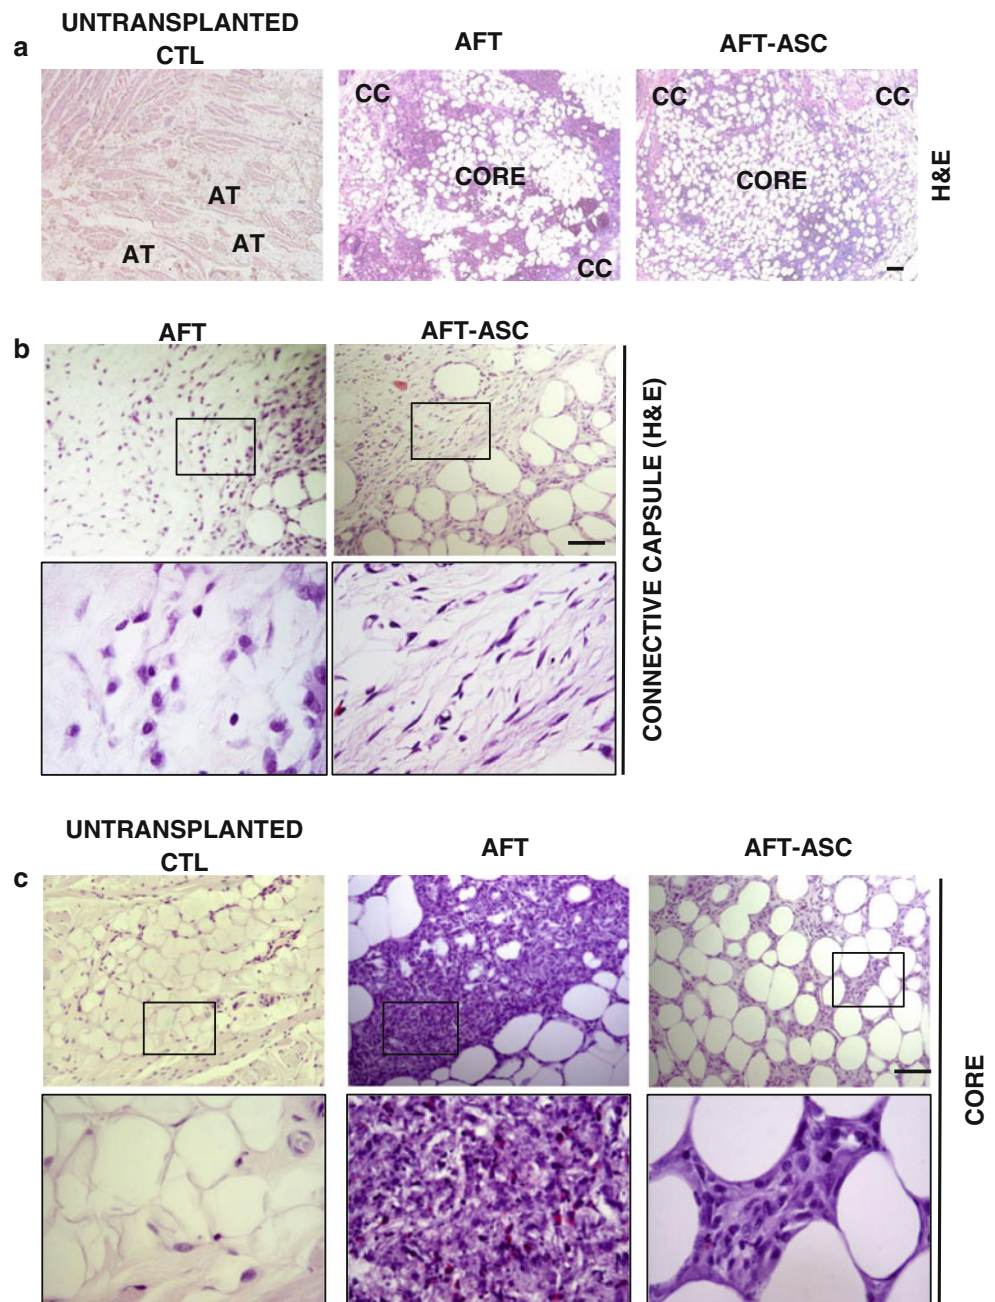 UNTRANSPLANTED
CTL
AFT
AFT-ASC
a
AT
AT
AT
CC
CORE
CC
CC
CC
CORE
H&E
b
AFT
AFT-ASC
CONNECTIVE CAPSULE (H&E)
UNTRANSPLANTED
CTL
AFT
AFT-ASC
c
CORE